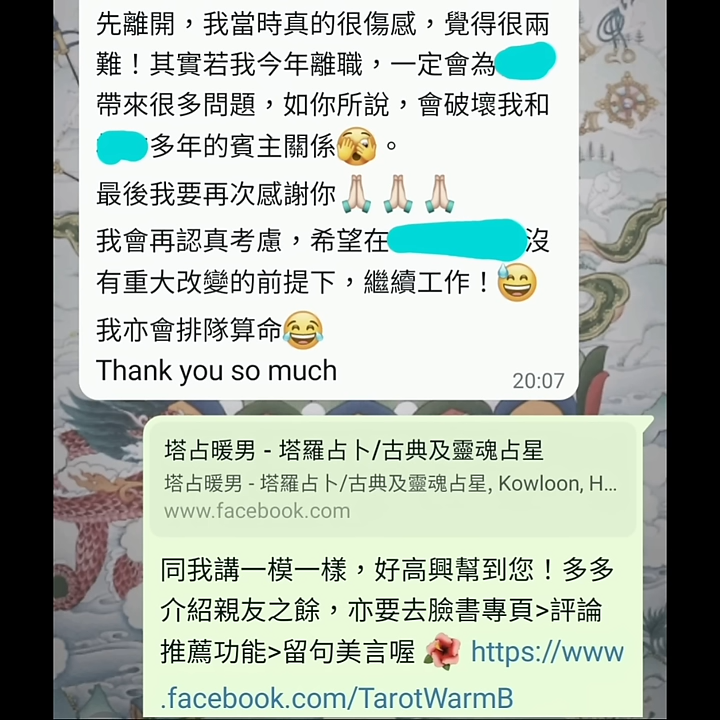 先離開，我當時真的很傷感，覺得很兩
難！其實若我今年離職，一定會為
帶來很多問題，如你所說，會破壞我和
多年的賓主關係🫣。
最後我要再次感謝你🙏🏻🙏🏻🙏🏻
我會再認真考慮，希望在 沒
有重大改變的前提下，繼續工作！😅
我亦會排隊算命😂
Thank you so much
20:07
塔占暖男 - 塔羅占卜/古典及靈魂占星
塔占暖男 - 塔羅占卜/古典及靈魂占星, Kowloon, H...
www.facebook.com
同我講一模一樣，好高興幫到您！多多
介紹親友之餘，亦要去臉書專頁>評論
推薦功能>留句美言喔 🌺 https://www
.facebook.com/TarotWarmB